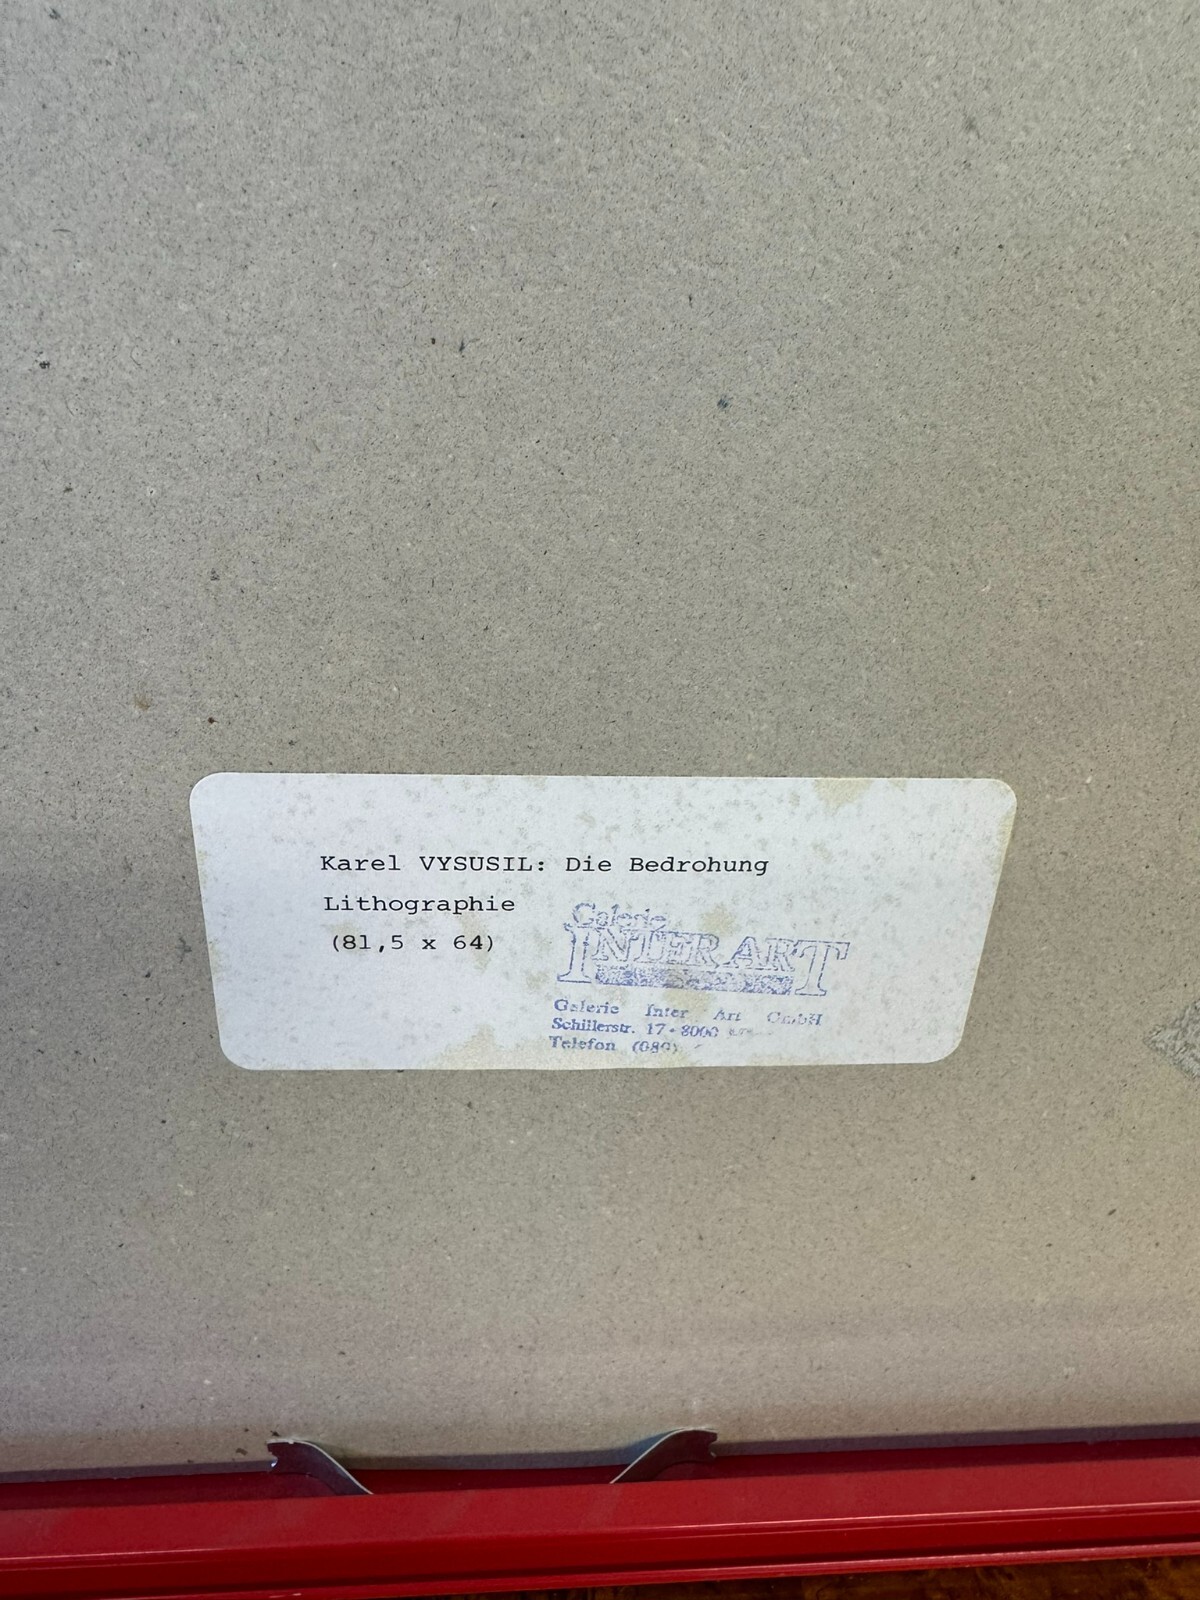 Karel VYSUSIL: Die Bedrohung
Lithographie
(81,5 x 64)
Galerie
INTER ART
Galerie Inter Art GmbH
Schillerstr. 17 · 8000
Telefon (089)